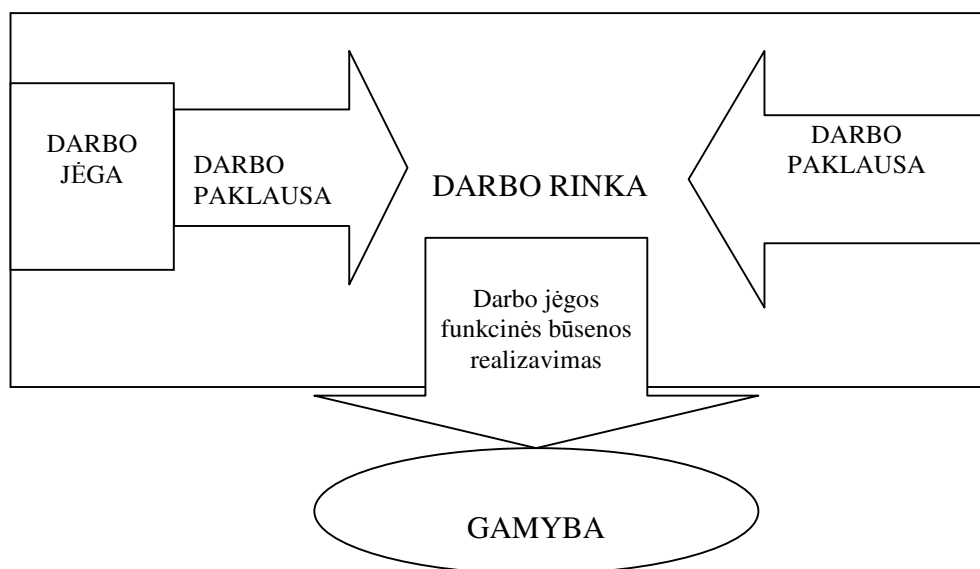 DARBO
JĖGA
DARBO
PAKLAUSA
DARBO RINKA
DARBO
PAKLAUSA
Darbo jėgos
funkcinės būsenos
realizavimas
GAMYBA